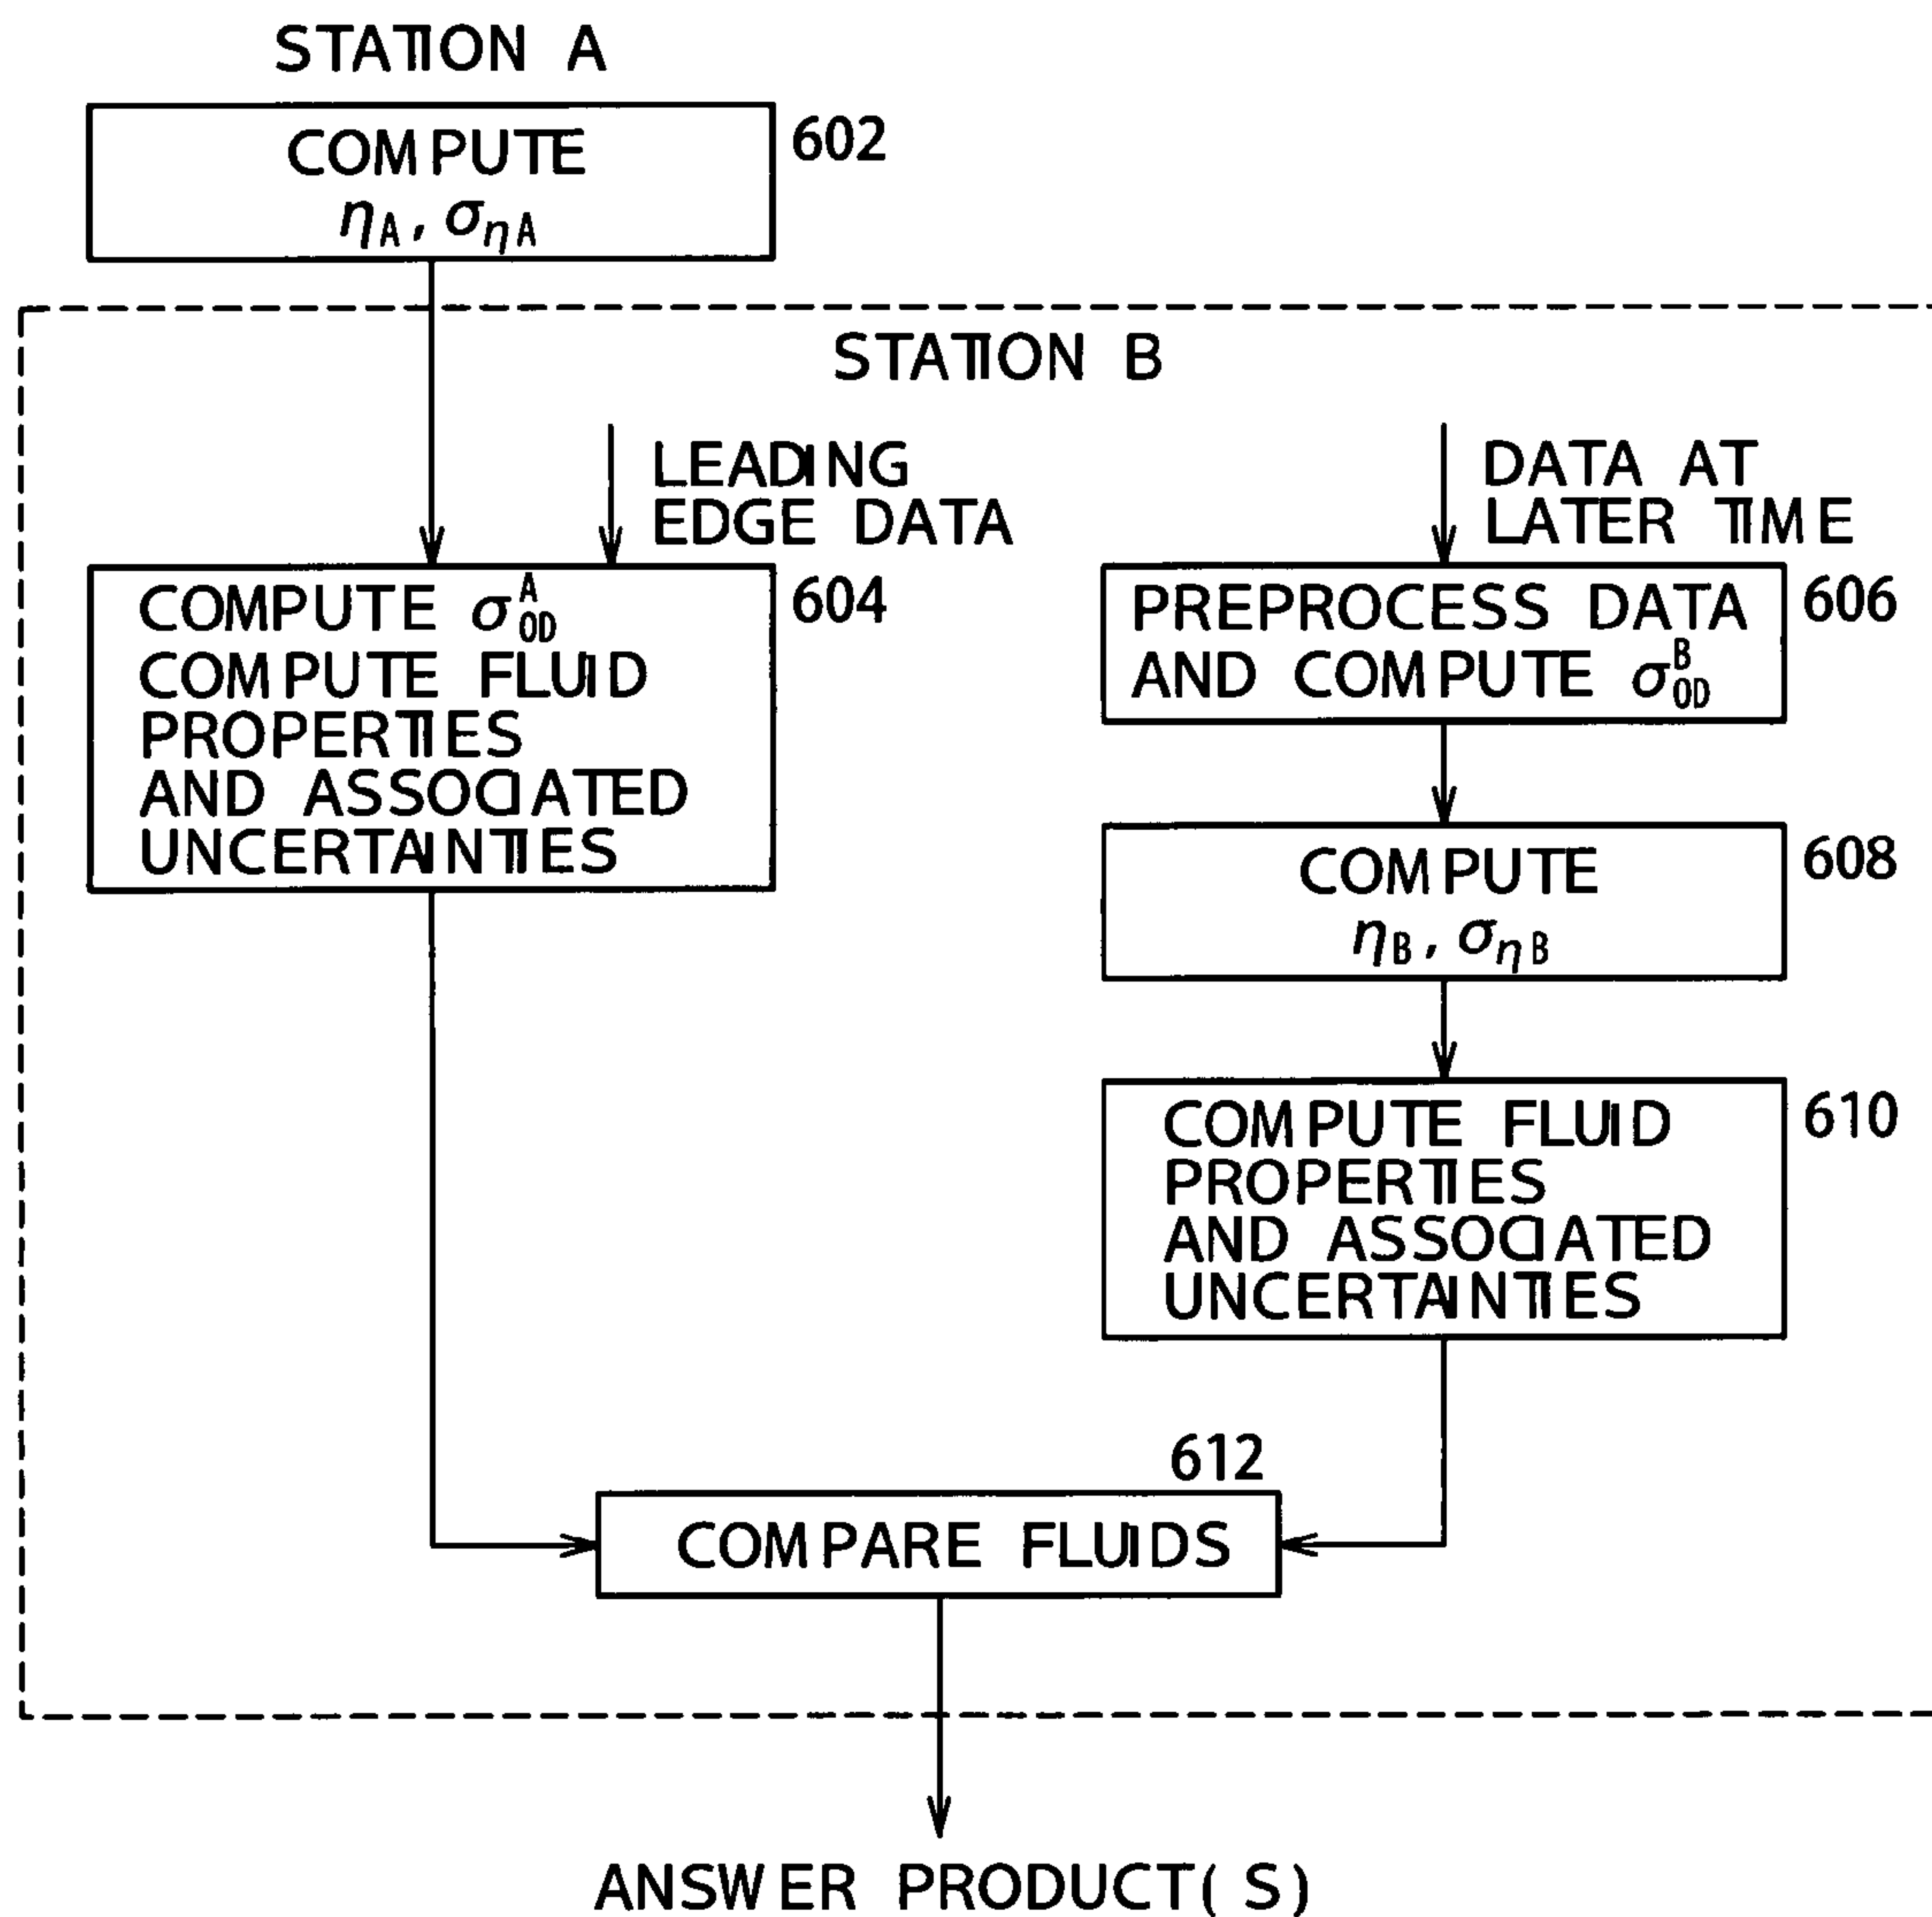 STATION A
COMPUTE
ηA, σηA
602
STATION B
LEADING
EDGE DATA
DATA AT
LATER TIME
COMPUTE σ^A_OD
COMPUTE FLUID
PROPERTIES
AND ASSOCIATED
UNCERTAINTIES
604
PREPROCESS DATA
AND COMPUTE σ^B_OD
606
COMPUTE
ηB, σηB
608
COMPUTE FLUID
PROPERTIES
AND ASSOCIATED
UNCERTAINTIES
610
612
COMPARE FLUIDS
ANSWER PRODUCT(S)